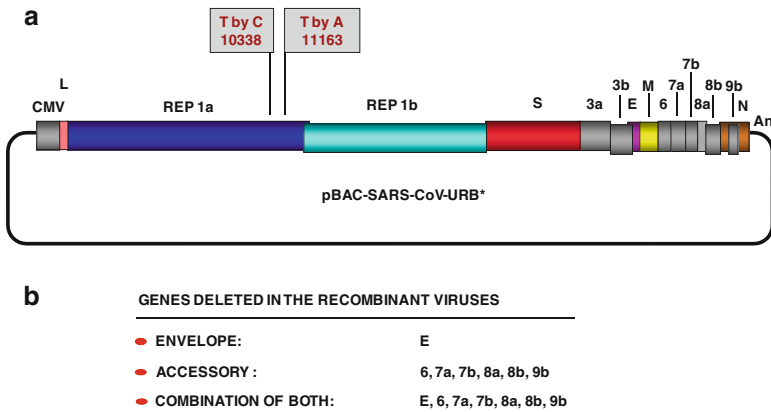 a
T by C
10338
T by A
11163
L
CMV
REP 1a
REP 1b
S
3a
3b
E
M
6
7a
7b
8a
8b
9b
N
An
pBAC-SARS-CoV-URB*
b
GENES DELETED IN THE RECOMBINANT VIRUSES
ENVELOPE: E
ACCESSORY : 6, 7a, 7b, 8a, 8b, 9b
COMBINATION OF BOTH: E, 6, 7a, 7b, 8a, 8b, 9b